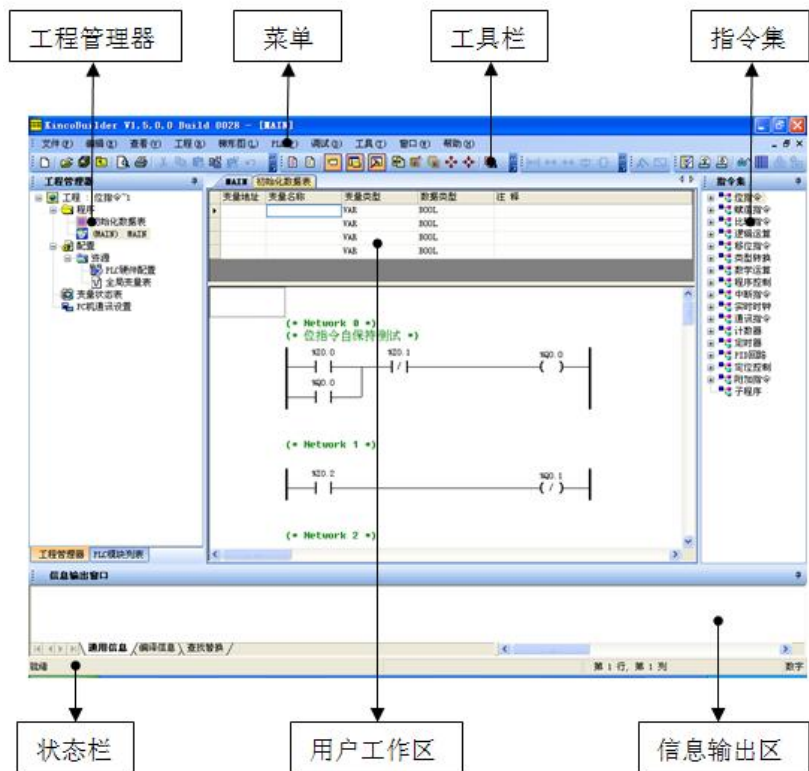 工程管理器
菜单
工具栏
指令集
KincoBuilder V1.5.0.0 Build 0028 - [MAIN]
文件(F) 编辑(E) 查看(V) 工程(R) 梯形图(L) 调试(D) 工具(T) 窗口(W) 帮助(H)
工程管理器
工程 : 位指令~1
程序
初始化数据表
(MAIN) MAIN
配置
资源
PLC硬件配置
全局变量表
变量状态表
PC机通讯设置
工程管理器 PLC模块列表
MAIN 初始化数据表
变量地址 变量名称 变量类型 数据类型 注 释
VAR BOOL
VAR BOOL
VAR BOOL
VAR BOOL
(* Network 0 *)
(* 位指令自保持测试 *)
%I0.0 %I0.1 %Q0.0
%Q0.0
(* Network 1 *)
%I0.2 %Q0.1
(* Network 2 *)
指令集
位指令
赋值指令
比较指令
逻辑运算
移位指令
类型转换
数学运算
程序控制
中断指令
实时时钟
通讯指令
计数器
定时器
PID回路
定位控制
附加指令
子程序
信息输出窗口
通用信息 编译信息 查找替换
就绪
第 1 行, 第 1 列
数字
状态栏
用户工作区
信息输出区